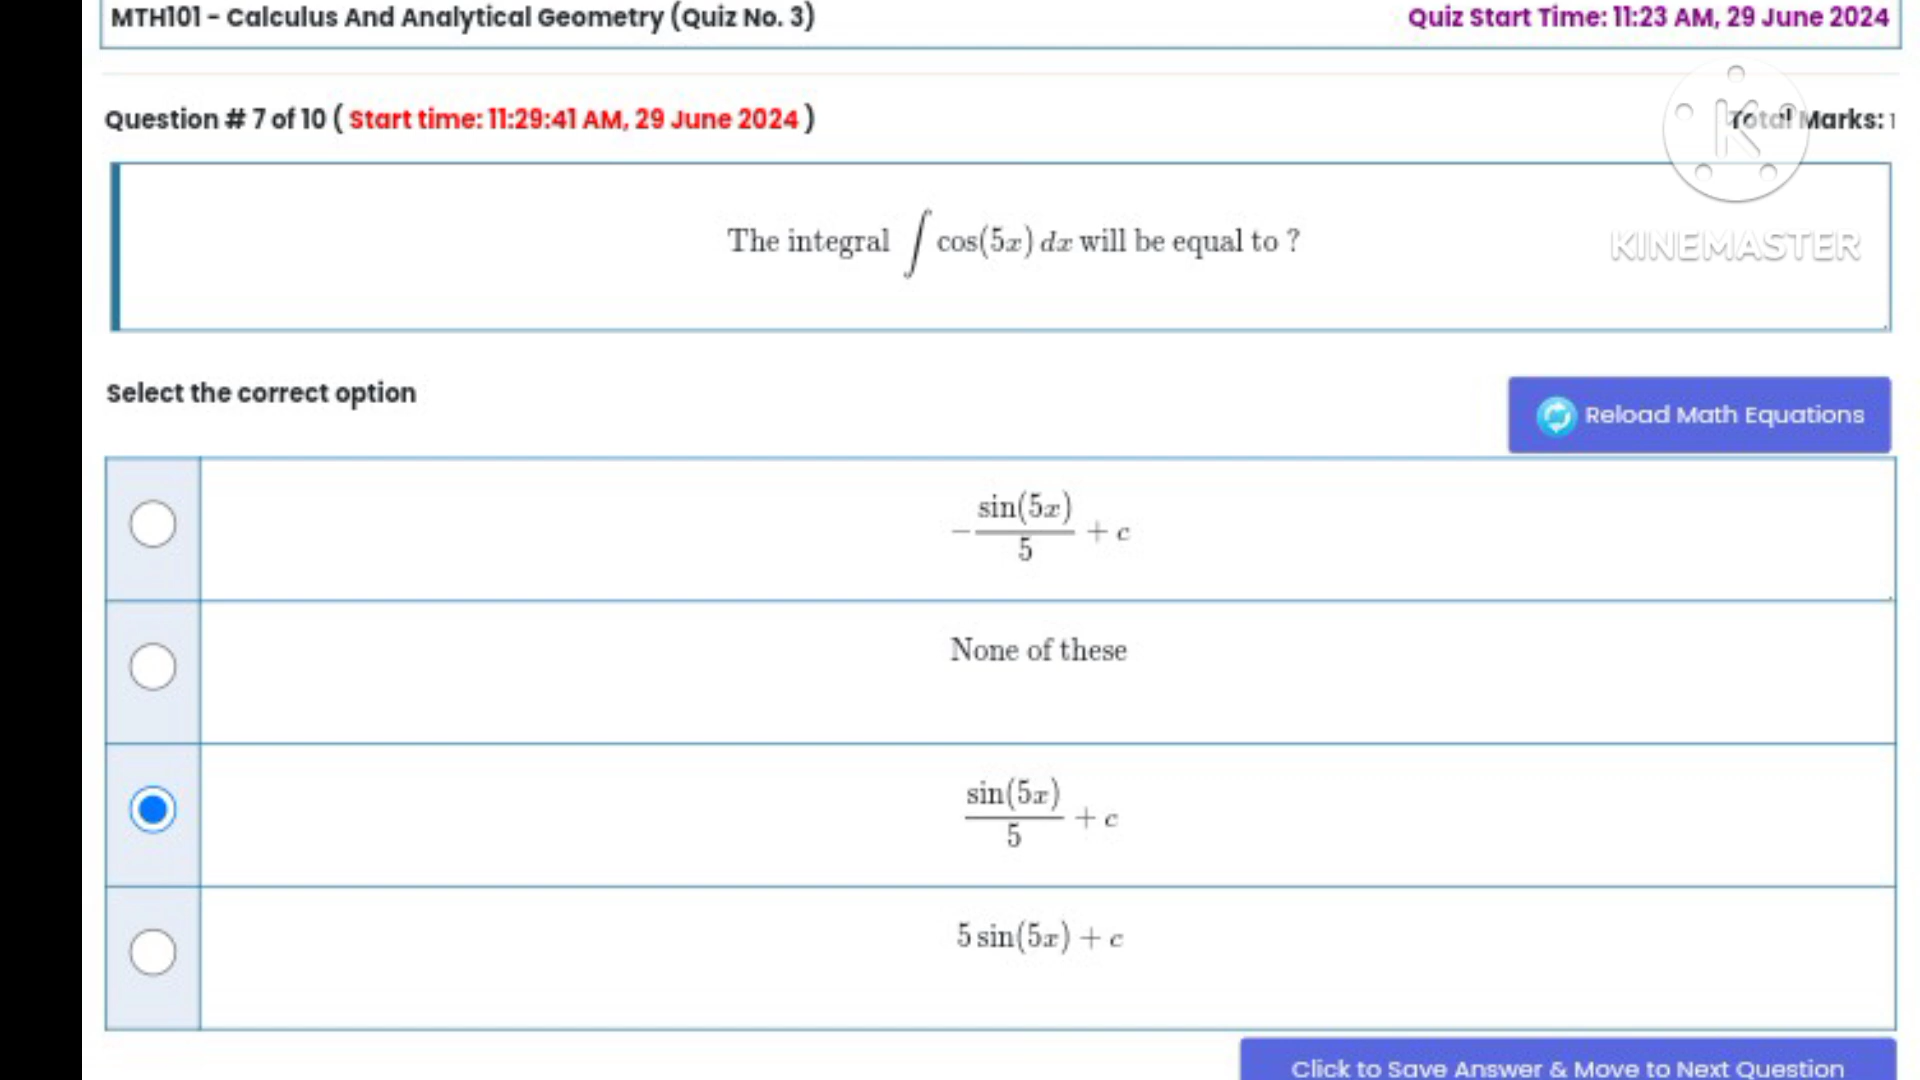 MTH101 - Calculus And Analytical Geometry (Quiz No. 3)
Quiz Start Time: 11:23 AM, 29 June 2024
Question # 7 of 10 ( Start time: 11:29:41 AM, 29 June 2024 )
Total Marks: 1
The integral ∫ cos(5x) dx will be equal to ?
KINEMASTER
Select the correct option
Reload Math Equations
− sin(5x)/5 + c
None of these
sin(5x)/5 + c
5 sin(5x) + c
Click to Save Answer & Move to Next Question